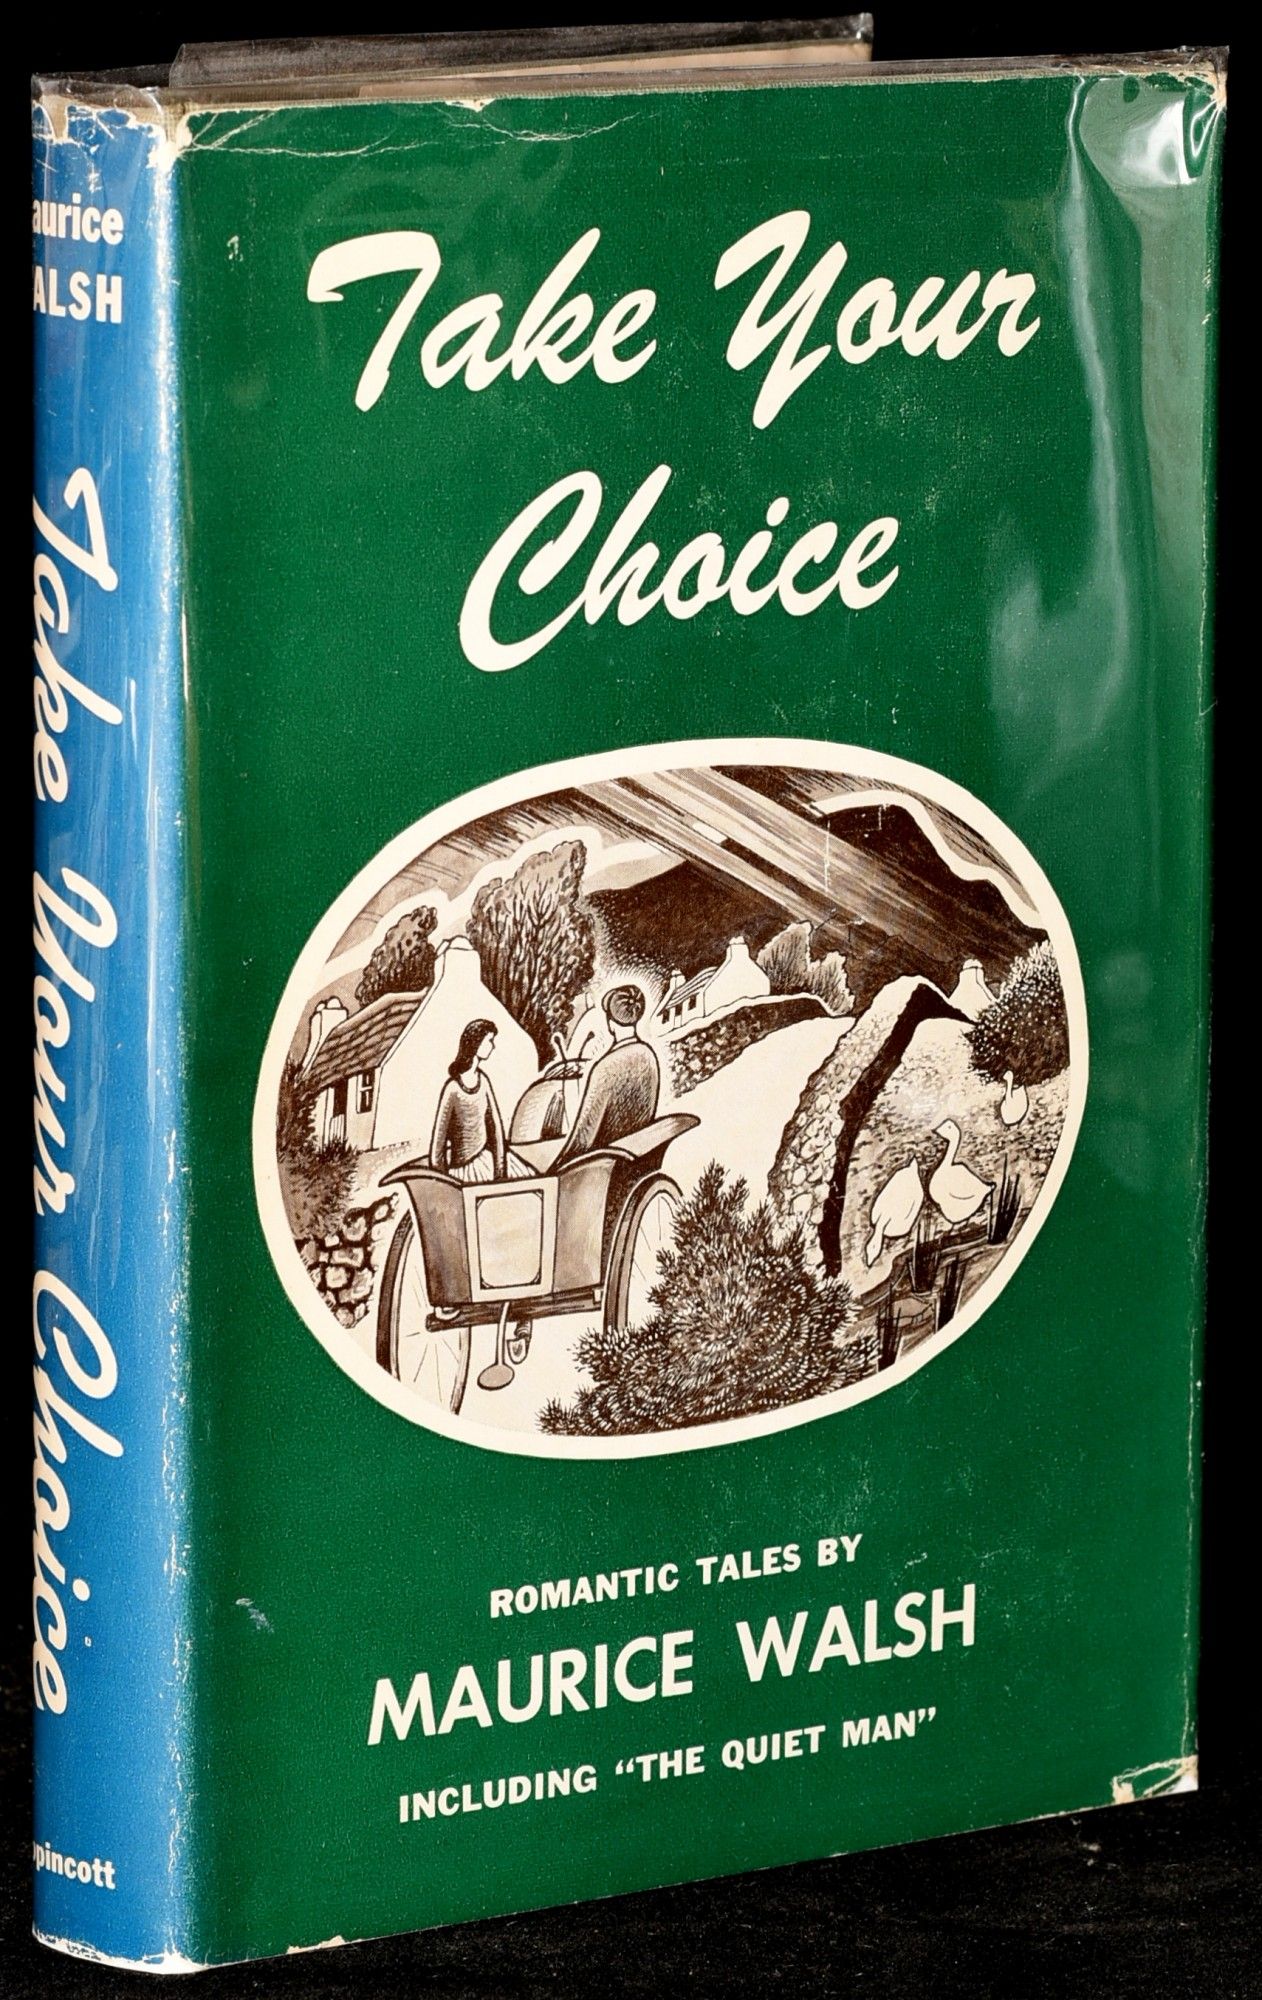 Take Your
Choice
ROMANTIC TALES BY
MAURICE WALSH
INCLUDING “THE QUIET MAN”
aurice
ALSH
Take Your Choice
ppincott